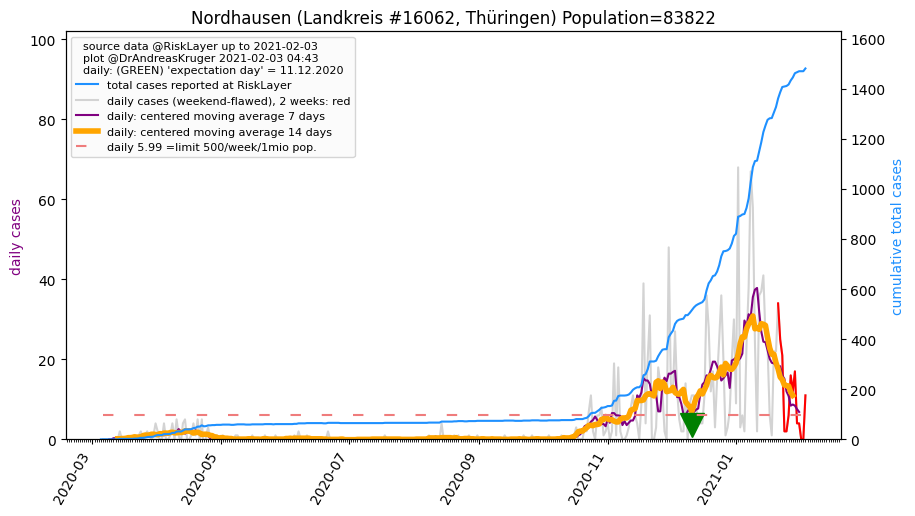 Nordhausen (Landkreis #16062, Thüringen) Population=83822
source data @RiskLayer up to 2021-02-03
plot @DrAndreasKruger 2021-02-03 04:43
daily: (GREEN) 'expectation day' = 11.12.2020
total cases reported at RiskLayer
daily cases (weekend-flawed), 2 weeks: red
daily: centered moving average 7 days
daily: centered moving average 14 days
daily 5.99 =limit 500/week/1mio pop.
daily cases
100
80
60
40
20
0
cumulative total cases
1600
1400
1200
1000
800
600
400
200
0
2020-03
2020-05
2020-07
2020-09
2020-11
2021-01